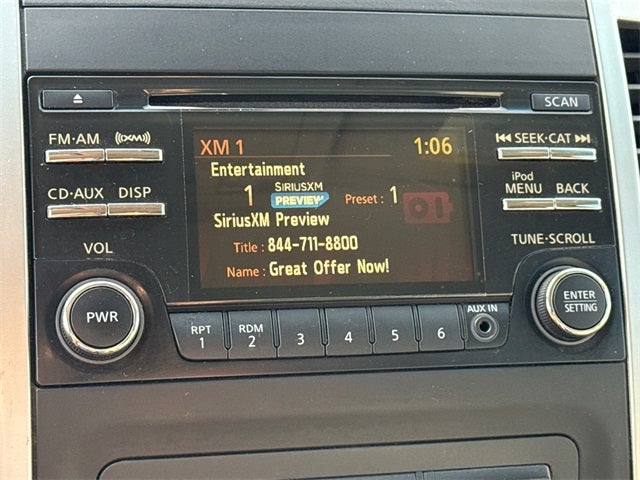 SCAN
FM·AM ((XM))
XM 1 1:06
SEEK·CAT
Entertainment
iPod
MENU BACK
CD·AUX DISP
1 SIRIUSXM PREVIEW Preset : 1
SiriusXM Preview
VOL
Title : 844-711-8800
TUNE·SCROLL
Name : Great Offer Now!
PWR
ENTER
SETTING
AUX IN
RPT 1 RDM 2 3 4 5 6